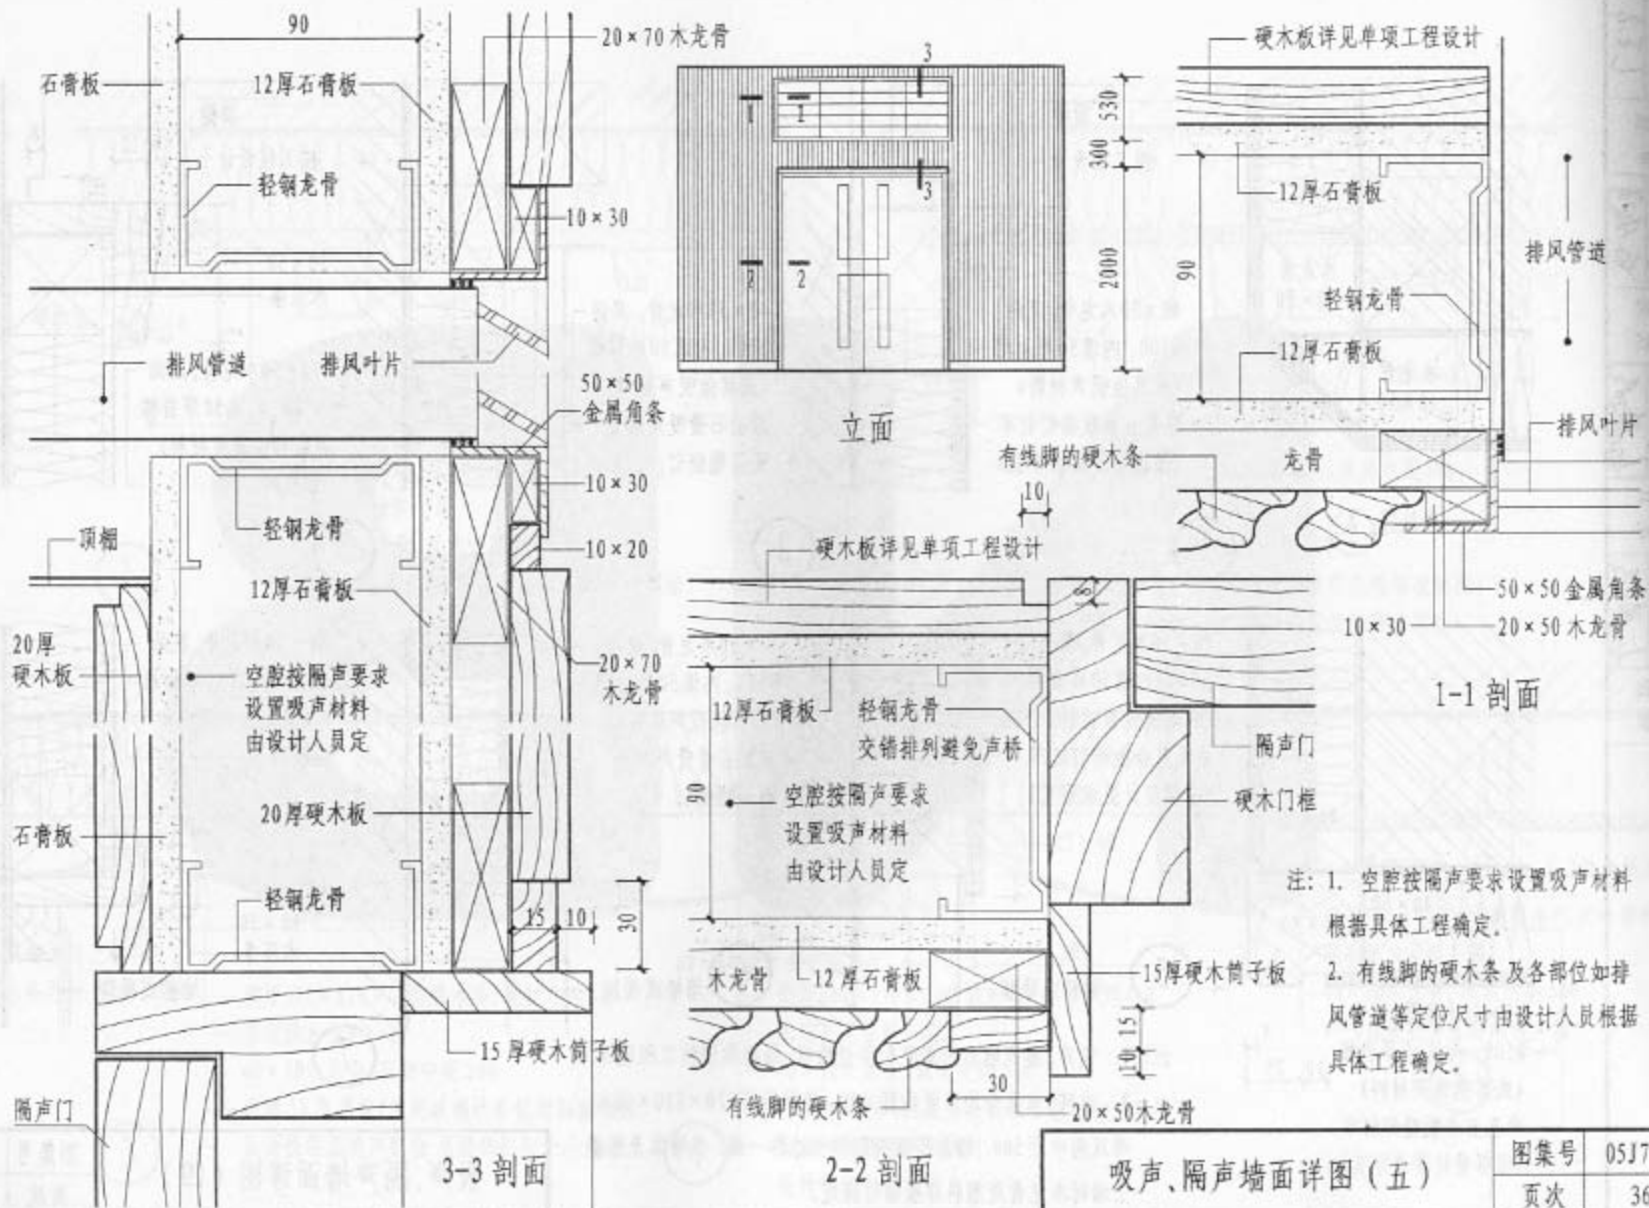 90
20×70木龙骨
石膏板
12厚石膏板
轻钢龙骨
10×30
排风管道
排风叶片
50×50
金属角条
10×30
轻钢龙骨
顶棚
10×20
12厚石膏板
20厚
硬木板
空腔按隔声要求
设置吸声材料
由设计人员定
20×70
木龙骨
20厚硬木板
石膏板
轻钢龙骨
15
10
30
15厚硬木筒子板
隔声门
3-3剖面
3
1
1
3
2
2
530
300
2000
立面
硬木板详见单项工程设计
12厚石膏板
90
排风管道
轻钢龙骨
12厚石膏板
排风叶片
有线脚的硬木条
龙骨
50×50金属角条
10×30
20×50木龙骨
1-1剖面
10
硬木板详见单项工程设计
8
12厚石膏板
轻钢龙骨
交错排列避免声桥
隔声门
90
空腔按隔声要求
设置吸声材料
由设计人员定
硬木门框
木龙骨
12厚石膏板
15厚硬木筒子板
15
10
30
有线脚的硬木条
20×50木龙骨
2-2剖面
注: 1. 空腔按隔声要求设置吸声材料
根据具体工程确定。
2. 有线脚的硬木条及各部位如排
风管道等定位尺寸由设计人员根据
具体工程确定。
吸声、隔声墙面详图(五)
图集号
05J7
页次
36